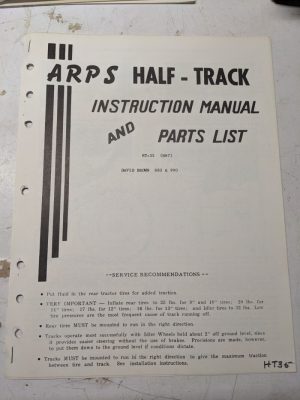 ARPS HALF - TRACK
INSTRUCTION MANUAL
AND PARTS LIST
HT-35
DAVID BROWN 880 & 990
--SERVICE RECOMMENDATIONS--
• Put fluid in the rear tractor tires for added traction.
• VERY IMPORTANT — Inflate rear tires to 22 lbs. for 9" and 10" tires; 20 lbs. for
11" tires; 17 lbs. for 12" tires; 16 lbs. for 13" tires; and Idler tires to 32 lbs. Low
tire pressures are the most frequent cause of track running off.
• Rear tires MUST be mounted to run in the right direction.
• Tracks operate most successfully with Idler Wheels held about 2" off ground level, since
it provides easier steering without the use of brakes. Provisions are made, however,
to put them down to the ground level if conditions dictate.
• Tracks MUST be mounted to run in the right direction to give the maximum traction
between tire and track. See installation instructions.
HT35